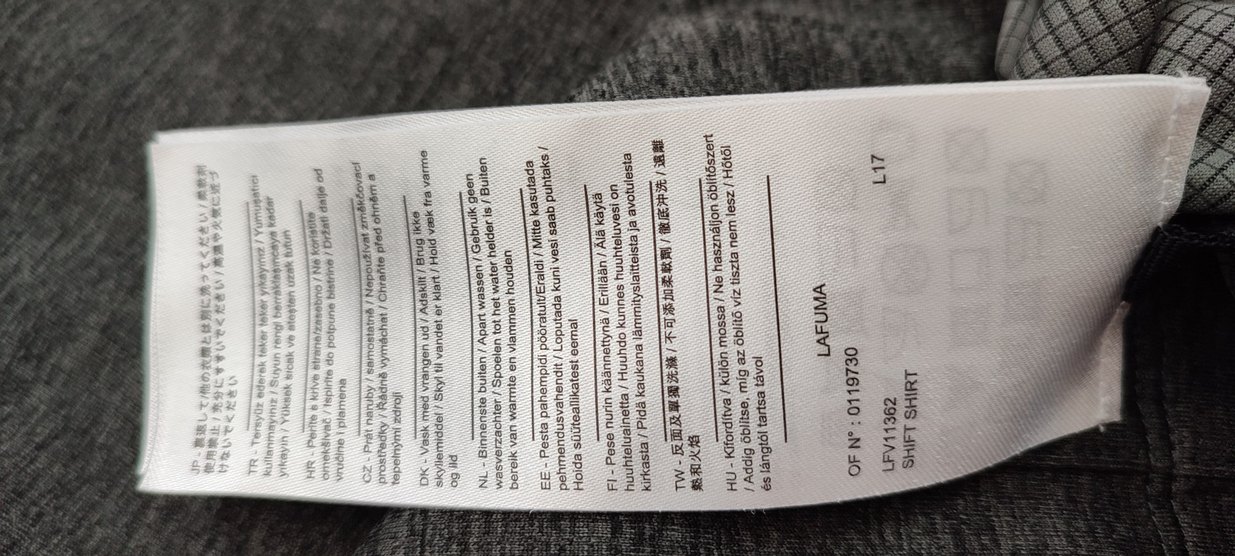 JP - 裏返して / 他の衣類とは別に洗ってください / 柔軟剤
使用禁止 / 充分にすすいでください / 高温や火気に近づ
けないでください
TR - Tersyüz ederek teker yıkayınız / Yumuşatıcı
kullanmayınız / Suyun rengi berraklaşıncaya kadar
yıkayın / Yüksek sıcak ve ateşten uzak tutun
HR - Perite s krive strane/zasebno / Ne koristite
omekšivač / Ispirite do potpune bistrine / Držati dalje od
vrućine i plamena
CZ - Prát naruby / samostatně / Nepoužívat změkčovací
prostředky / Řádně vymáchat / Chraňte před ohněm a
tepelnými zdroji
DK - Vask med vrangen ud / Adskilt / Brug ikke
skyllemiddel / Skyl til vandet er klart / Hold væk fra varme
og ild
NL - Binnenste buiten / Apart wassen / Gebruik geen
wasverzachter / Spoelen tot het water helder is / Buiten
bereik van warmte en vlammen houden
EE - Pesta pahempidi pööratult/Eraldi / Mitte kasutada
pehmendusvahendit / Loputada kuni vesi saab puhtaks /
Hoida süüteallikatest eemal
FI - Pese nurin käännettynä / Erillään / Älä käytä
huuhteluainetta / Huuhdo kunnes huuhteluvesi on
kirkasta / Pidä kaukana lämmityslaitteista ja avotulesta
TW - 反面及單獨洗滌 / 不可添加柔軟劑 / 徹底沖洗 / 遠離
熱和火焰
HU - Kifordítva / külön mossa / Ne használjon öblítőszert
/ Addig öblítse, míg az öblítő víz tiszta nem lesz / Hőtől
és lángtól tartsa távol
LAFUMA
OF N° : 0119730
LFV11362 L17
SHIFT SHIRT